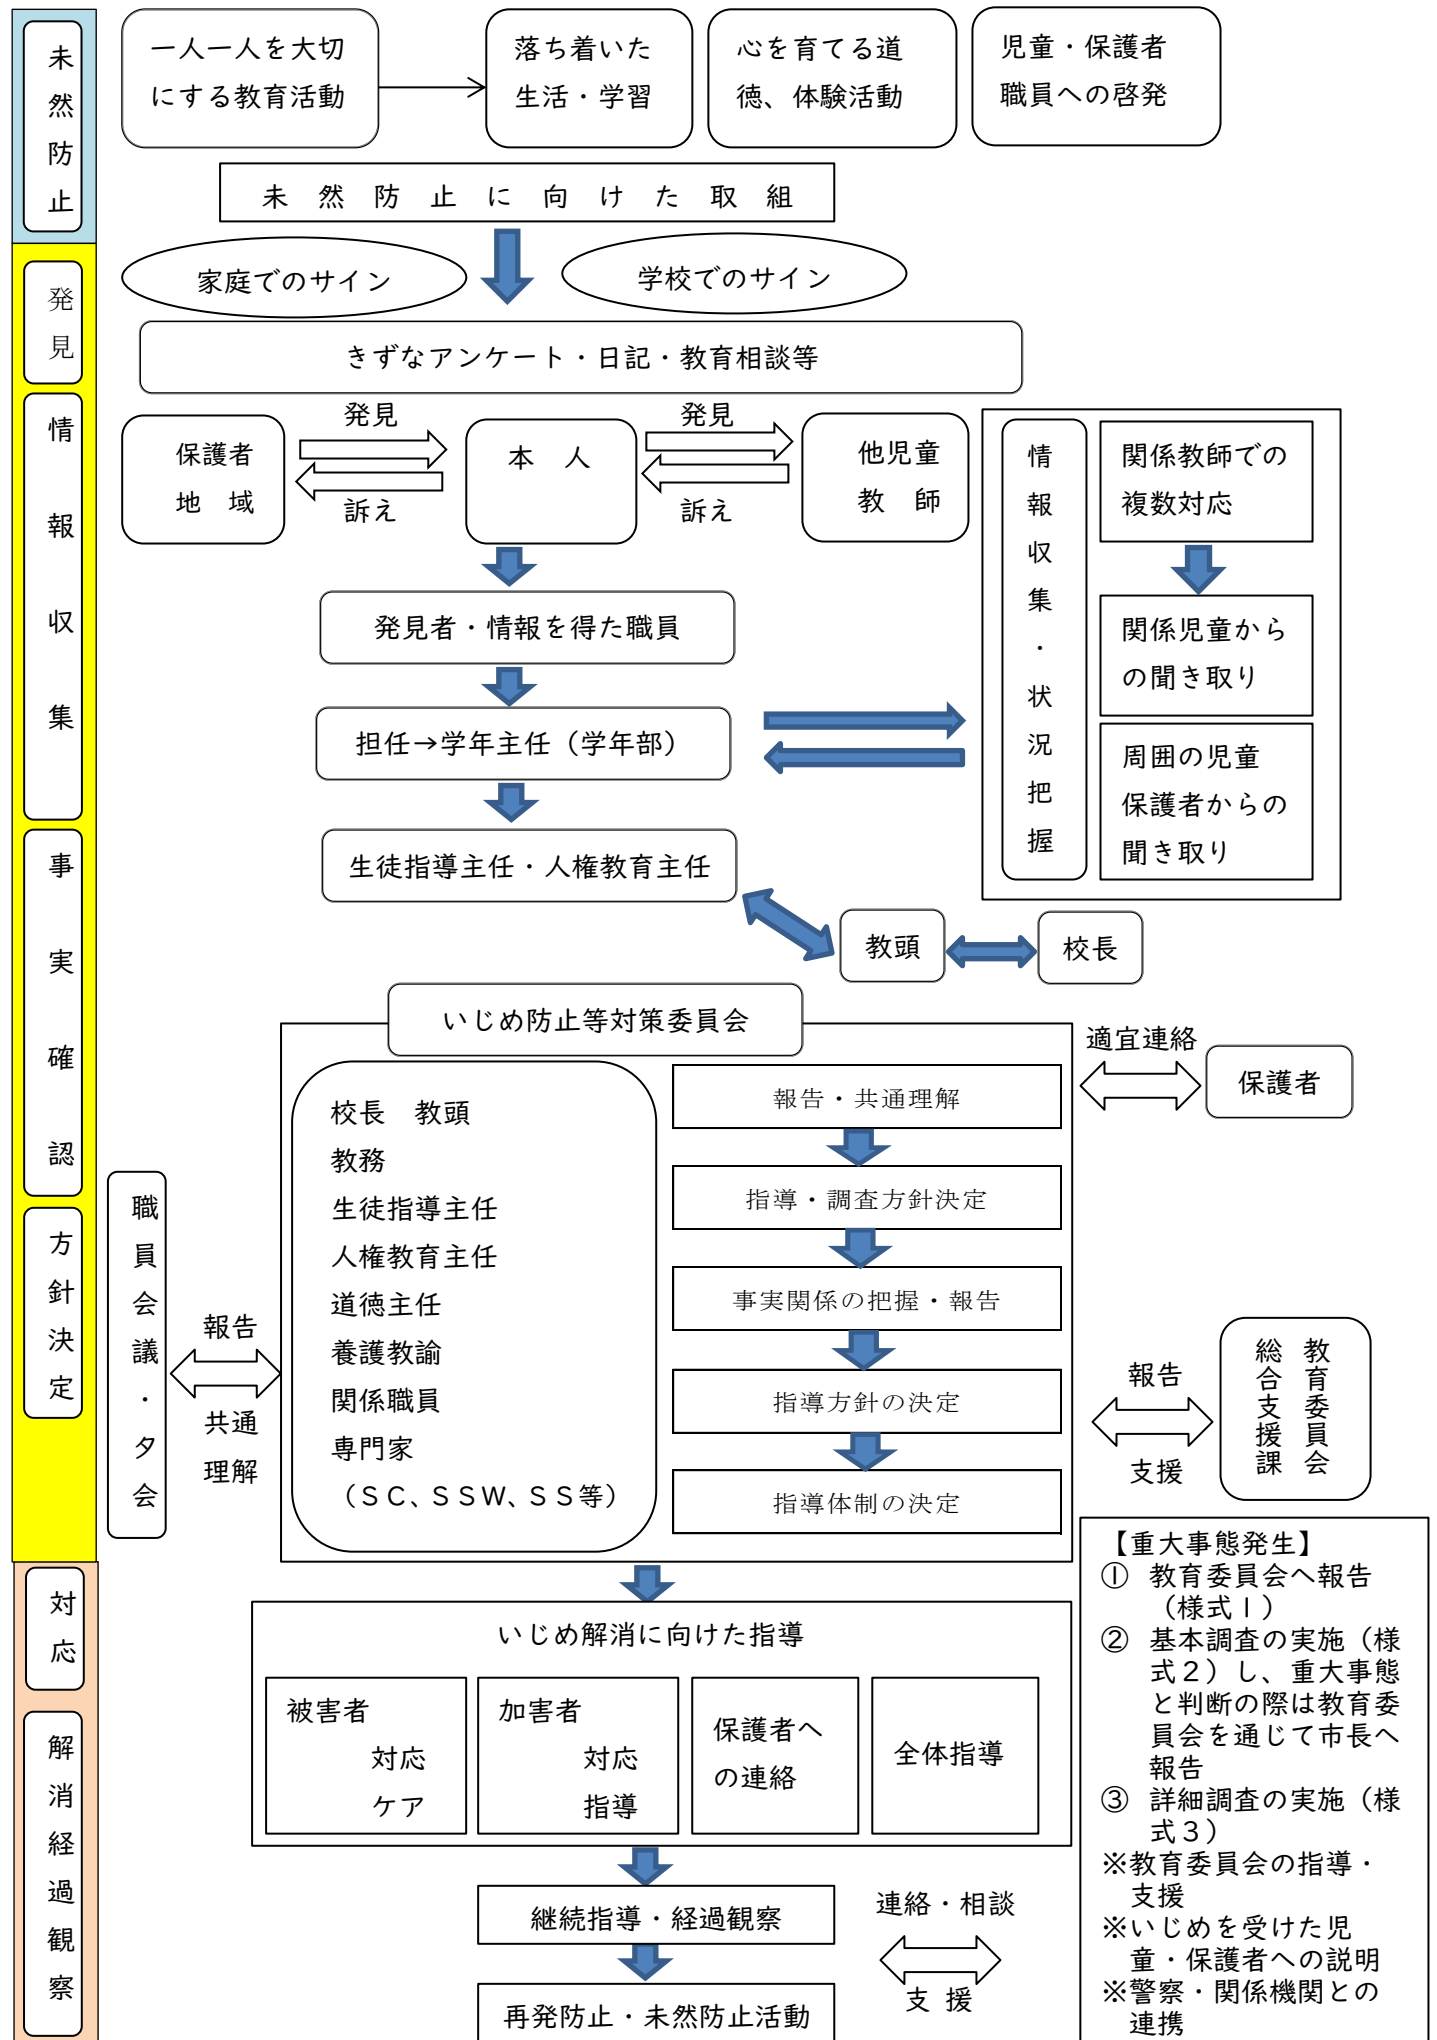 未然防止
一人一人を大切
にする教育活動
落ち着いた
生活・学習
心を育てる道
徳、体験活動
児童・保護者
職員への啓発
未然防止に向けた取組
発見
家庭でのサイン
学校でのサイン
きずなアンケート・日記・教育相談等
情報収集
保護者
地　域
発見
訴え
本　人
発見
訴え
他児童
教　師
情報収集・状況把握
関係教師での
複数対応
関係児童から
の聞き取り
周囲の児童
保護者からの
聞き取り
発見者・情報を得た職員
担任→学年主任（学年部）
事実確認
生徒指導主任・人権教育主任
教頭
校長
いじめ防止等対策委員会
校長　教頭
教務
生徒指導主任
人権教育主任
道徳主任
養護教諭
関係職員
専門家
（ＳＣ、ＳＳＷ、ＳＳ等）
報告・共通理解
指導・調査方針決定
事実関係の把握・報告
指導方針の決定
指導体制の決定
適宜連絡
保護者
方針決定
職員会議・夕会
報告
共通
理解
報告
支援
教育委員会
総合支援課
対応
いじめ解消に向けた指導
被害者
対応
ケア
加害者
対応
指導
保護者へ
の連絡
全体指導
解消経過観察
継続指導・経過観察
再発防止・未然防止活動
連絡・相談
支 援
【重大事態発生】
①　教育委員会へ報告
（様式１）
②　基本調査の実施（様
式２）し、重大事態
と判断の際は教育委
員会を通じて市長へ
報告
③　詳細調査の実施（様
式３）
※教育委員会の指導・
支援
※いじめを受けた児
童・保護者への説明
※警察・関係機関との
連携